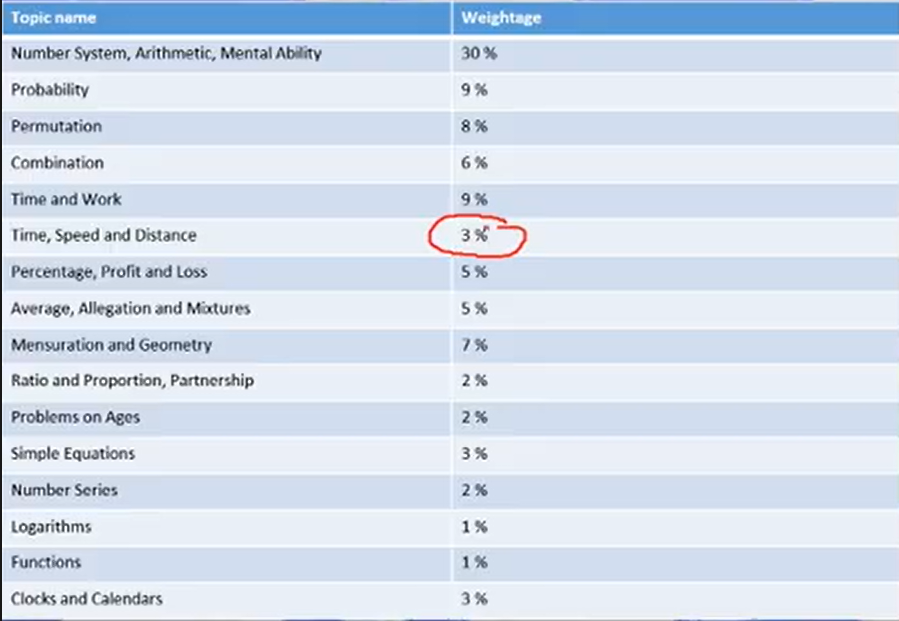 Topic name Weightage
Number System, Arithmetic, Mental Ability 30 %
Probability 9 %
Permutation 8 %
Combination 6 %
Time and Work 9 %
Time, Speed and Distance 3 %
Percentage, Profit and Loss 5 %
Average, Allegation and Mixtures 5 %
Mensuration and Geometry 7 %
Ratio and Proportion, Partnership 2 %
Problems on Ages 2 %
Simple Equations 3 %
Number Series 2 %
Logarithms 1 %
Functions 1 %
Clocks and Calendars 3 %